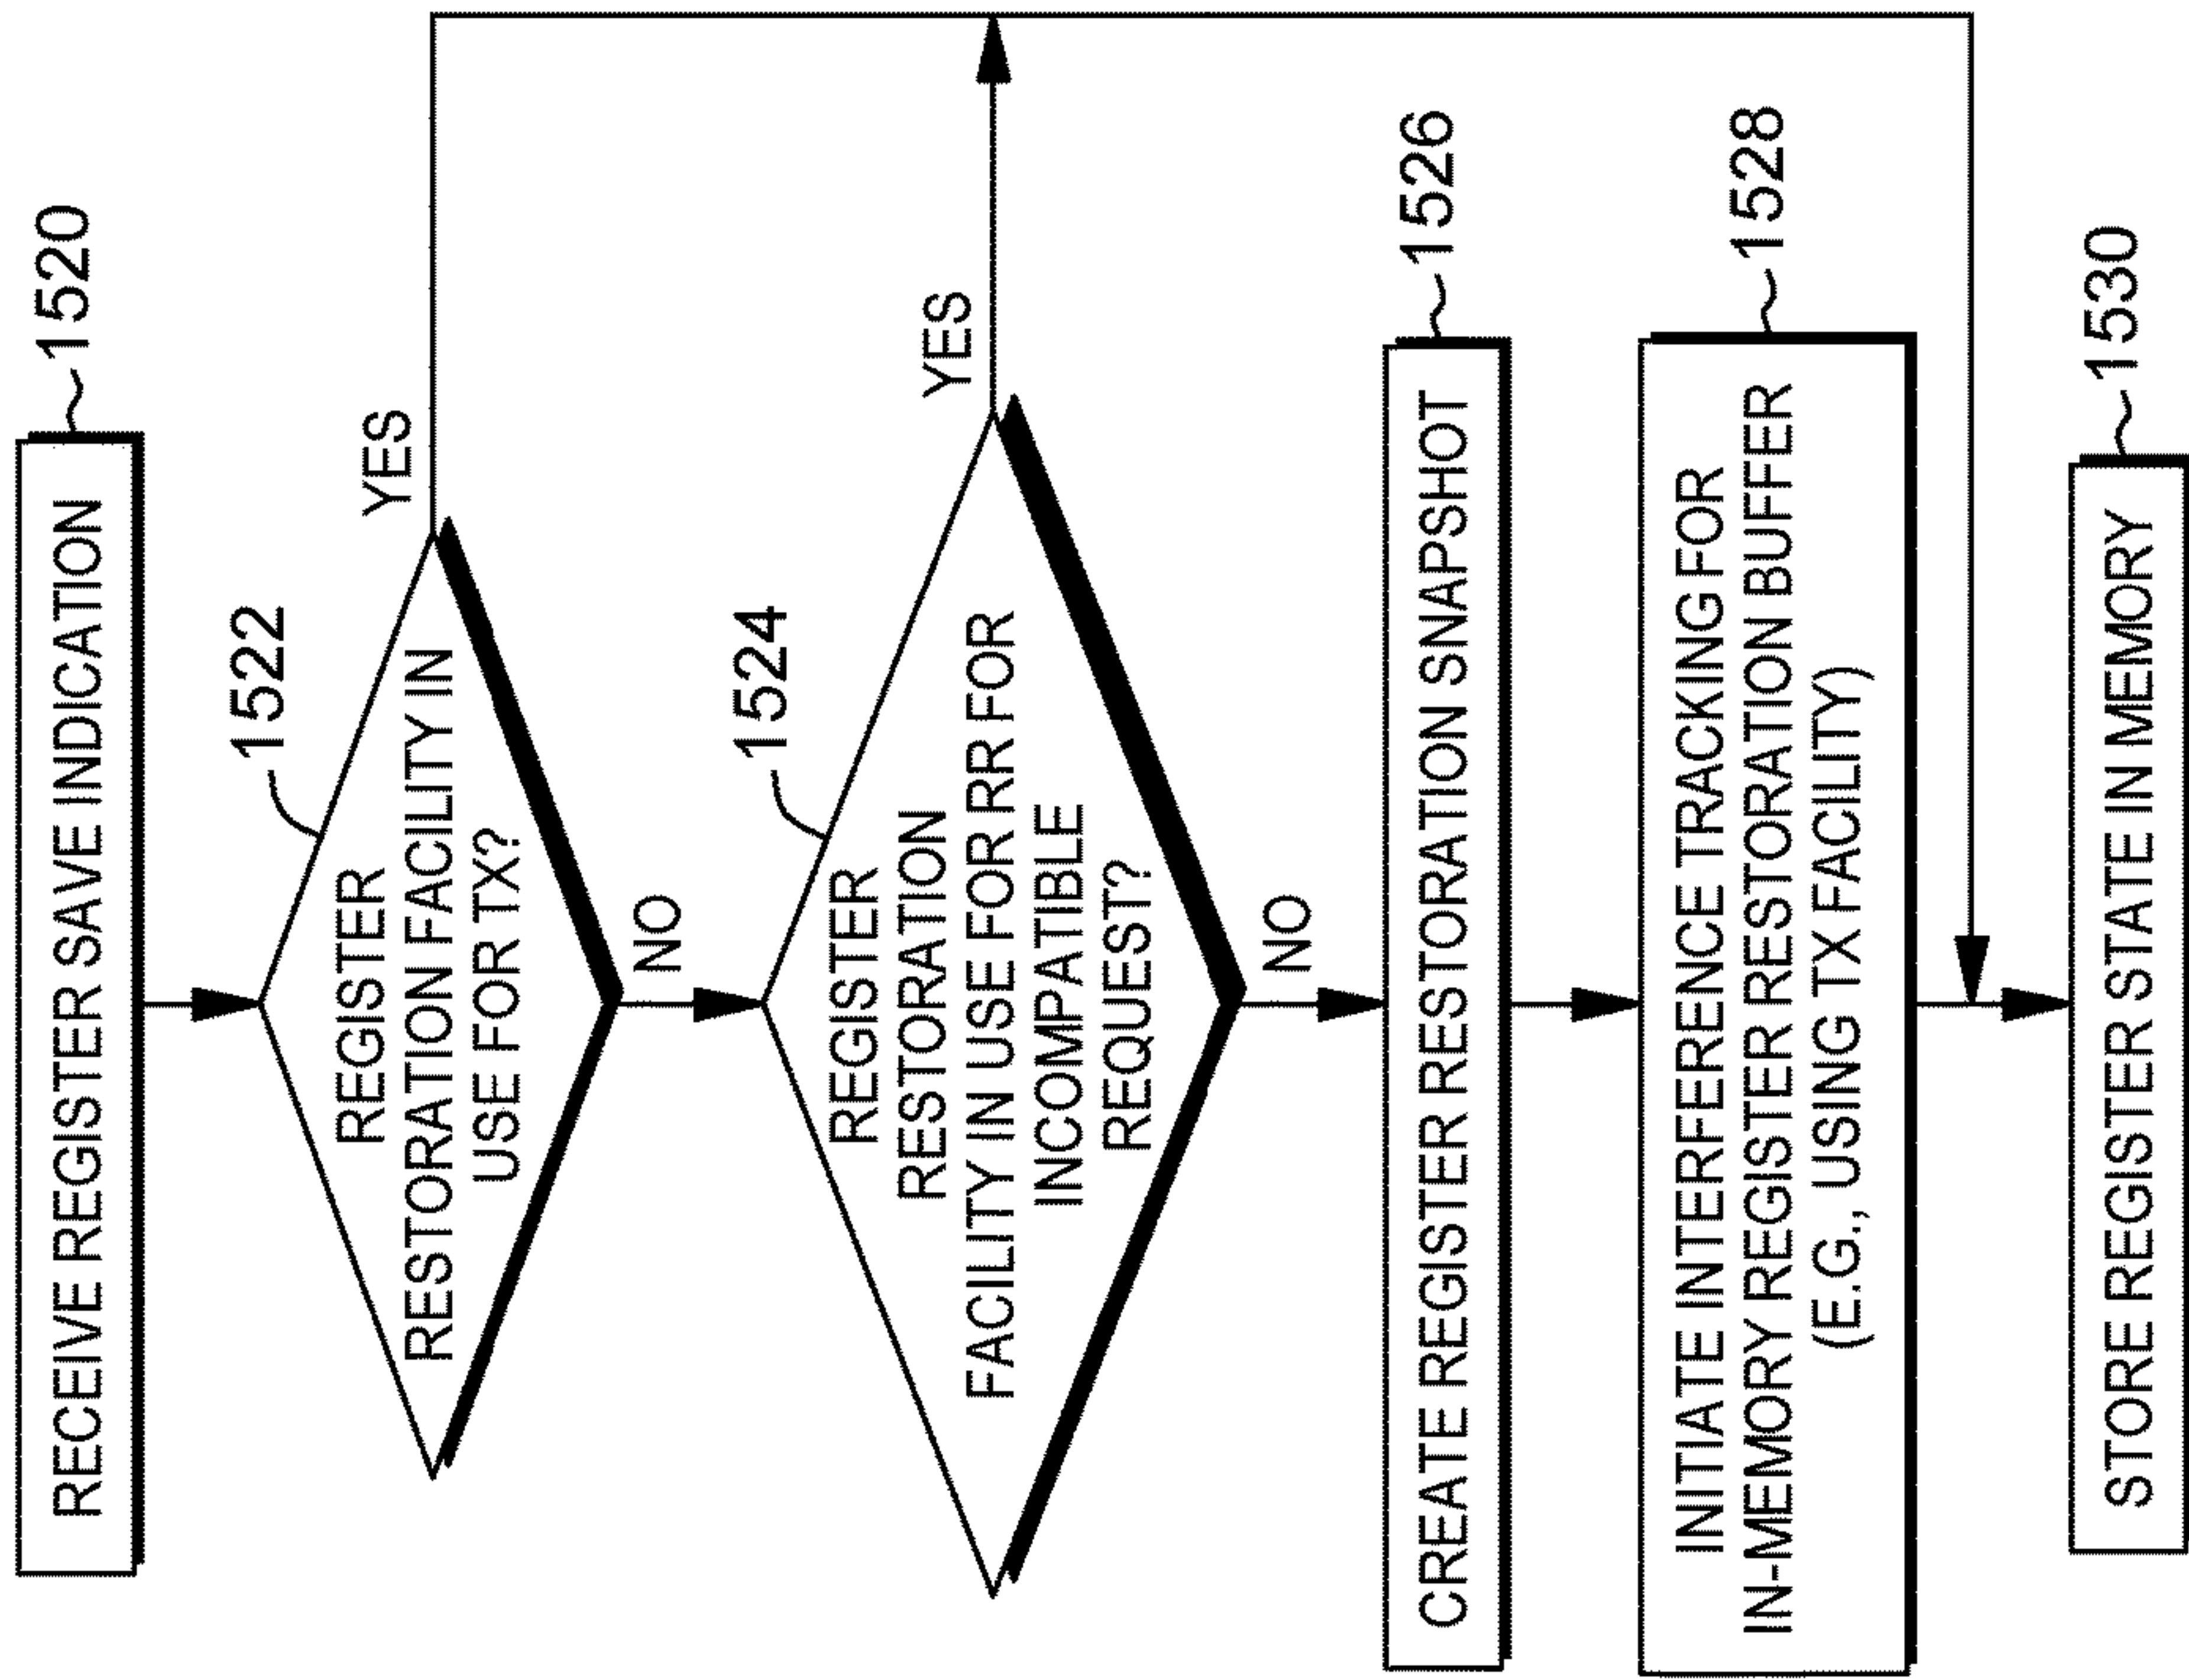 RECEIVE REGISTER SAVE INDICATION
1520
1522
REGISTER
RESTORATION FACILITY IN
USE FOR TX?
YES
NO
1524
REGISTER
RESTORATION
FACILITY IN USE FOR RR FOR
INCOMPATIBLE
REQUEST?
YES
NO
CREATE REGISTER RESTORATION SNAPSHOT
1526
INITIATE INTERFERENCE TRACKING FOR
IN-MEMORY REGISTER RESTORATION BUFFER
(E.G., USING TX FACILITY)
1528
STORE REGISTER STATE IN MEMORY
1530